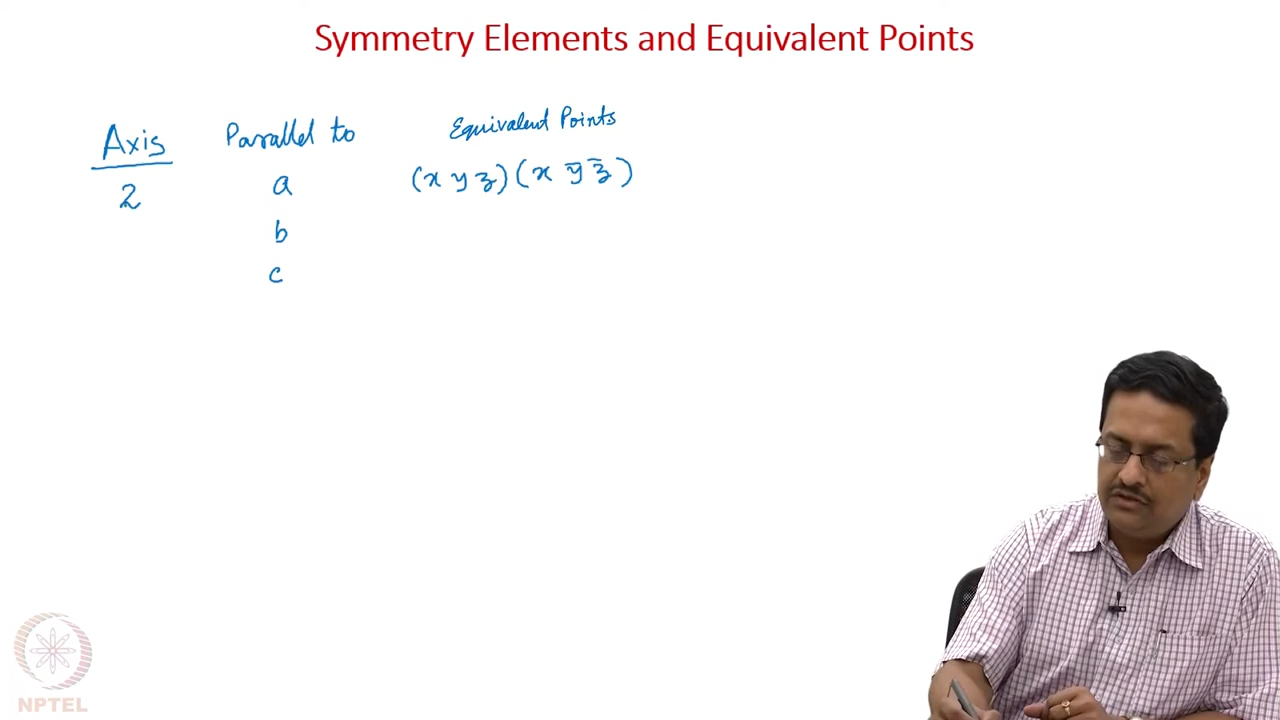 Symmetry Elements and Equivalent Points
Axis Parallel to Equivalent Points
2 a (x y z) (x y̅ z̅)
b
c
NPTEL